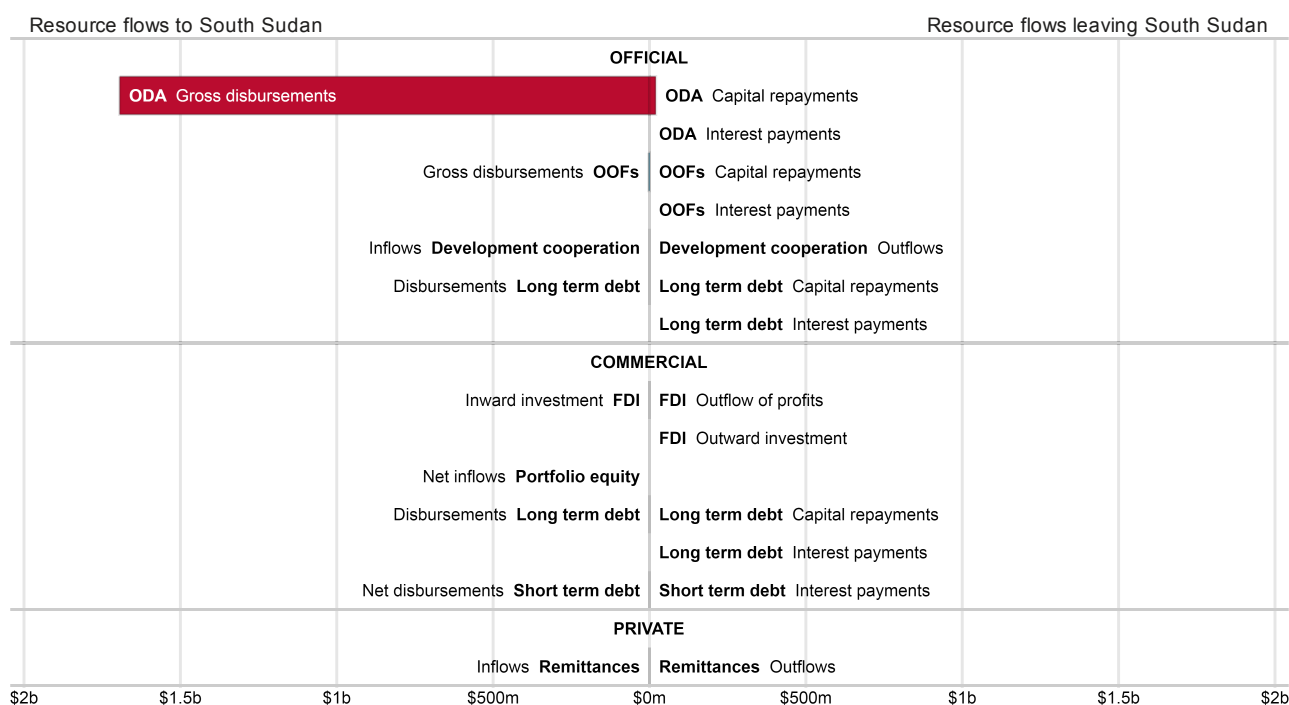 Resource flows to South Sudan Resource flows leaving South Sudan
OFFICIAL
ODA Gross disbursements ODA Capital repayments
ODA Interest payments
Gross disbursements OOFs OOFs Capital repayments
OOFs Interest payments
Inflows Development cooperation Development cooperation Outflows
Disbursements Long term debt Long term debt Capital repayments
Long term debt Interest payments
COMMERCIAL
Inward investment FDI FDI Outflow of profits
FDI Outward investment
Net inflows Portfolio equity
Disbursements Long term debt Long term debt Capital repayments
Long term debt Interest payments
Net disbursements Short term debt Short term debt Interest payments
PRIVATE
Inflows Remittances Remittances Outflows
$2b $1.5b $1b $500m $0m $500m $1b $1.5b $2b